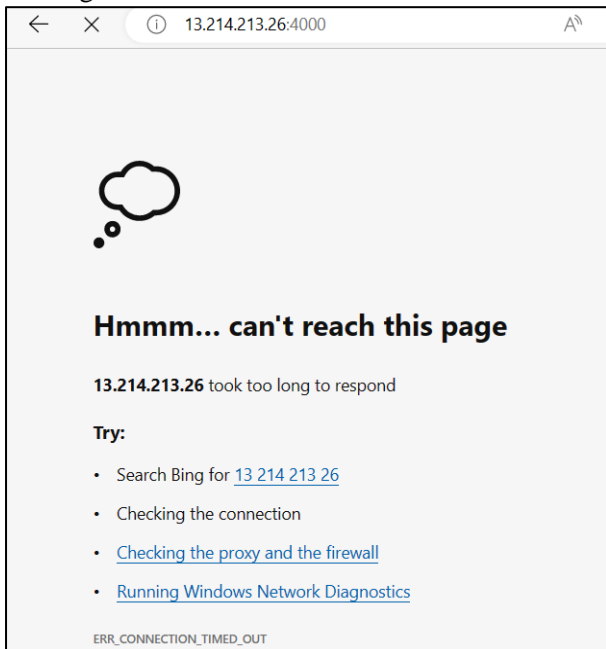 13.214.213.26:4000
Hmmm... can't reach this page
13.214.213.26 took too long to respond
Try:
• Search Bing for 13 214 213 26
• Checking the connection
• Checking the proxy and the firewall
• Running Windows Network Diagnostics
ERR_CONNECTION_TIMED_OUT